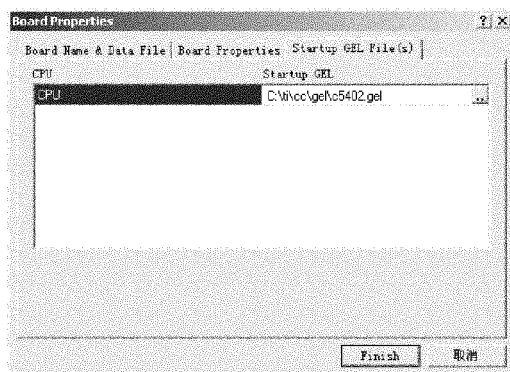 Board Properties
Board Name & Data File Board Properties Startup GEL File(s)
CPU Startup GEL
CPU C:\ti\cc\gel\c5402.gel ...
Finish 取消